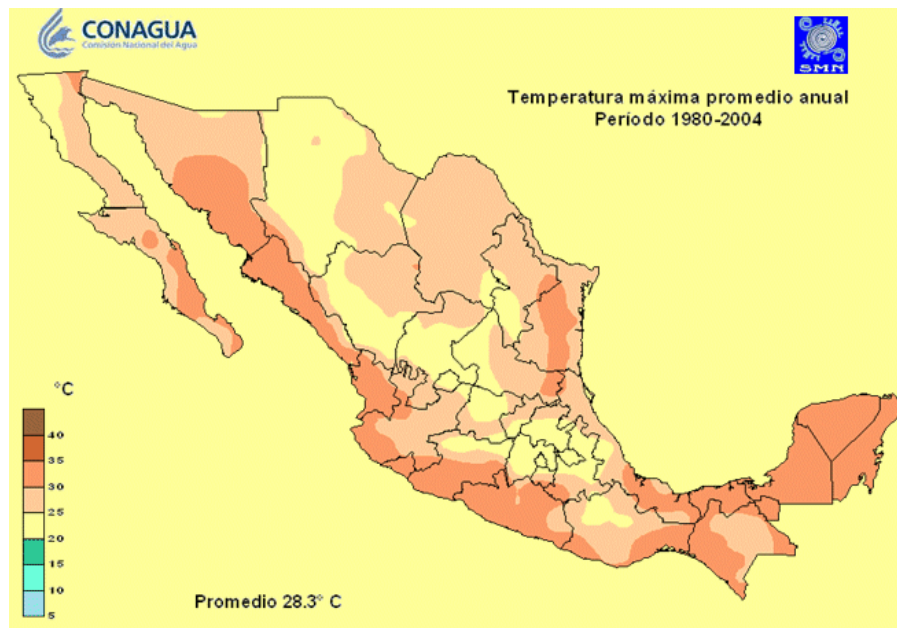 CONAGUA
Comisión Nacional del Agua
SMN
Temperatura máxima promedio anual
Período 1980-2004
°C
40
35
30
25
20
15
10
5
Promedio 28.3° C